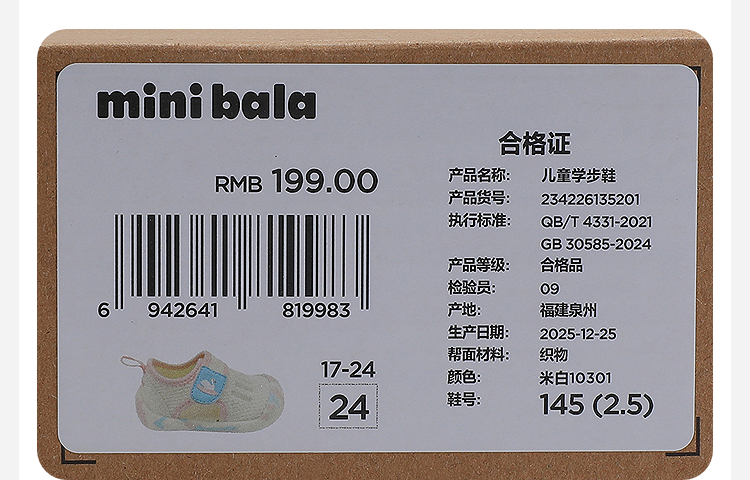 mini bala
RMB 199.00
6 942641 819983
17-24
24
合格证
产品名称: 儿童学步鞋
产品货号: 234226135201
执行标准: QB/T 4331-2021
GB 30585-2024
产品等级: 合格品
检验员: 09
产地: 福建泉州
生产日期: 2025-12-25
帮面材料: 织物
颜色: 米白10301
鞋号: 145 (2.5)